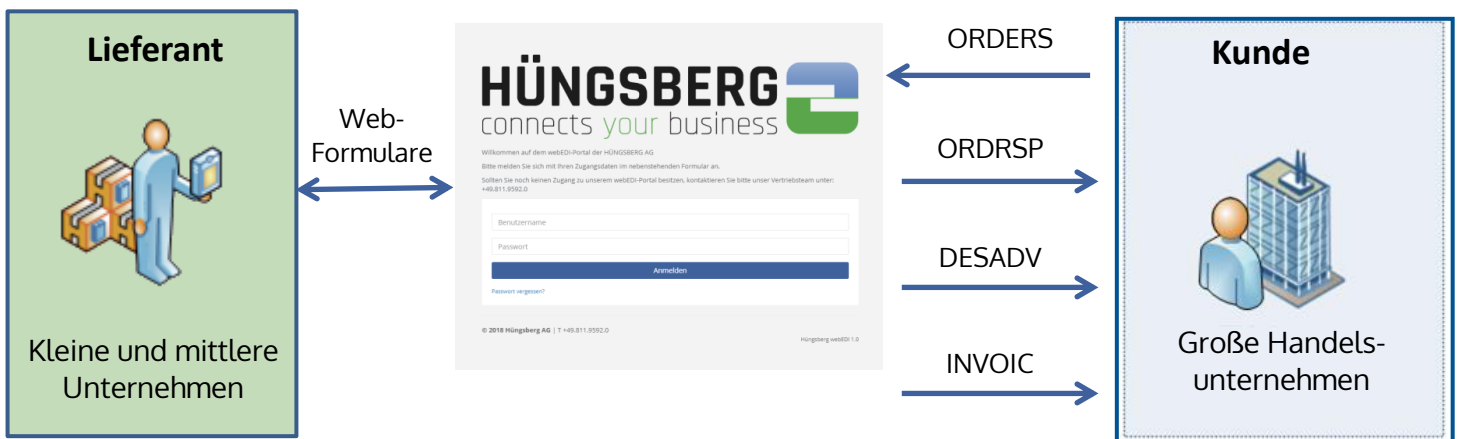 Lieferant
Kleine und mittlere
Unternehmen
Web-
Formulare
HÜNGSBERG
connects your business
Willkommen auf dem webEDI-Portal der HÜNGSBERG AG
Bitte melden Sie sich mit Ihren Zugangsdaten im nebenstehenden Formular an.
Sollten Sie noch keinen Zugang zu unserem webEDI-Portal besitzen, kontaktieren Sie bitte unser Vertriebsteam unter:
+49.811.9592.0
Benutzername
Passwort
Anmelden
Passwort vergessen?
© 2018 Hüngsberg AG | T +49.811.9592.0
Hüngsberg webEDI 1.0
ORDERS
ORDRSP
DESADV
INVOIC
Kunde
Große Handels-
unternehmen